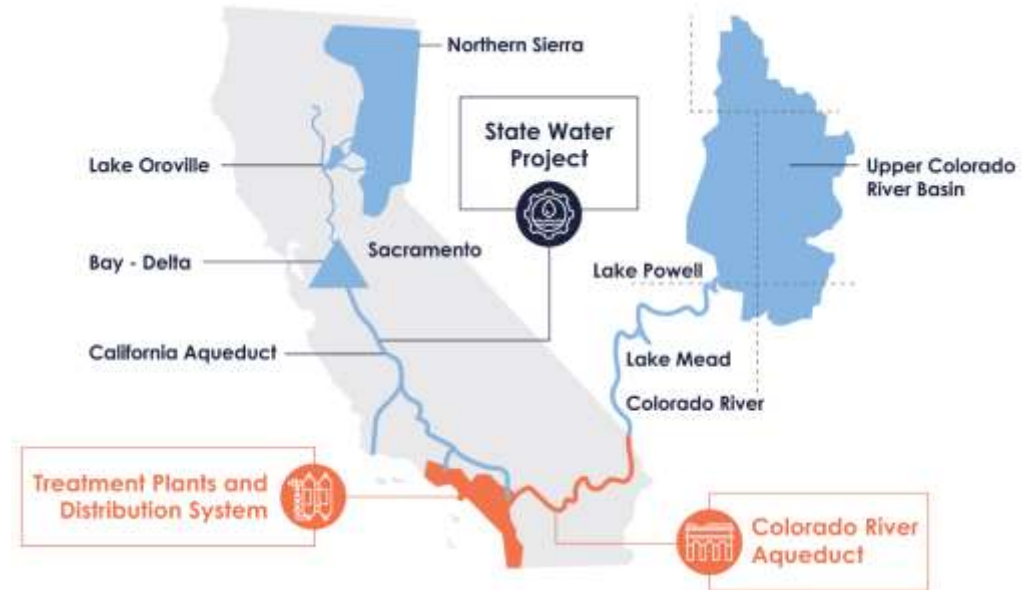 Northern Sierra
State Water
Project
Lake Oroville
Upper Colorado
River Basin
Sacramento
Bay - Delta
Lake Powell
California Aqueduct
Lake Mead
Colorado River
Treatment Plants and
Distribution System
Colorado River
Aqueduct